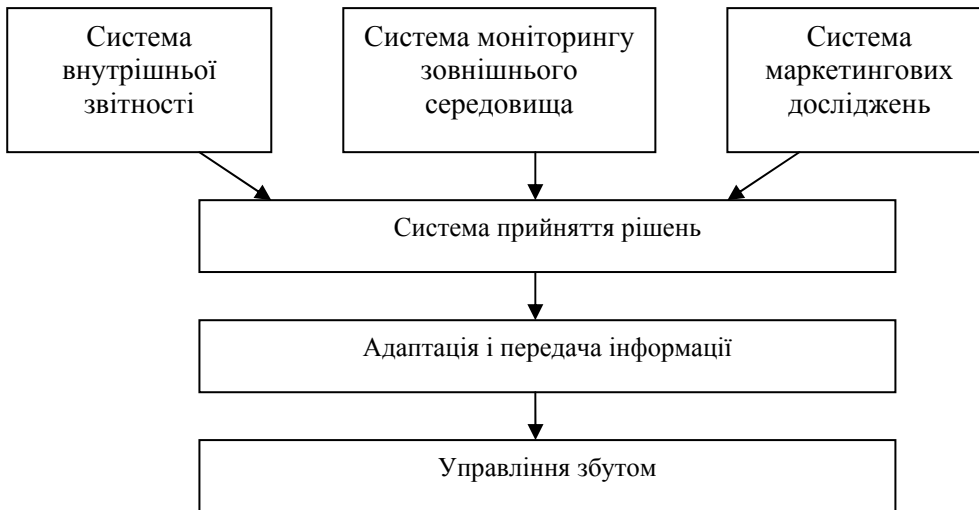 Система
внутрішньої
звітності
Система моніторингу
зовнішнього
середовища
Система
маркетингових
досліджень
Система прийняття рішень
Адаптація і передача інформації
Управління збутом